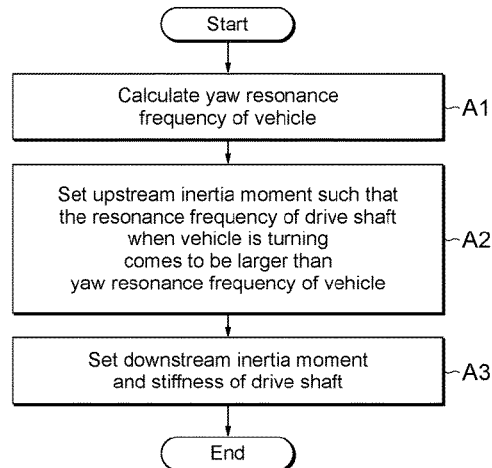 Start
Calculate yaw resonance
frequency of vehicle
A1
Set upstream inertia moment such that
the resonance frequency of drive shaft
when vehicle is turning
comes to be larger than
yaw resonance frequency of vehicle
A2
Set downstream inertia moment
and stiffness of drive shaft
A3
End